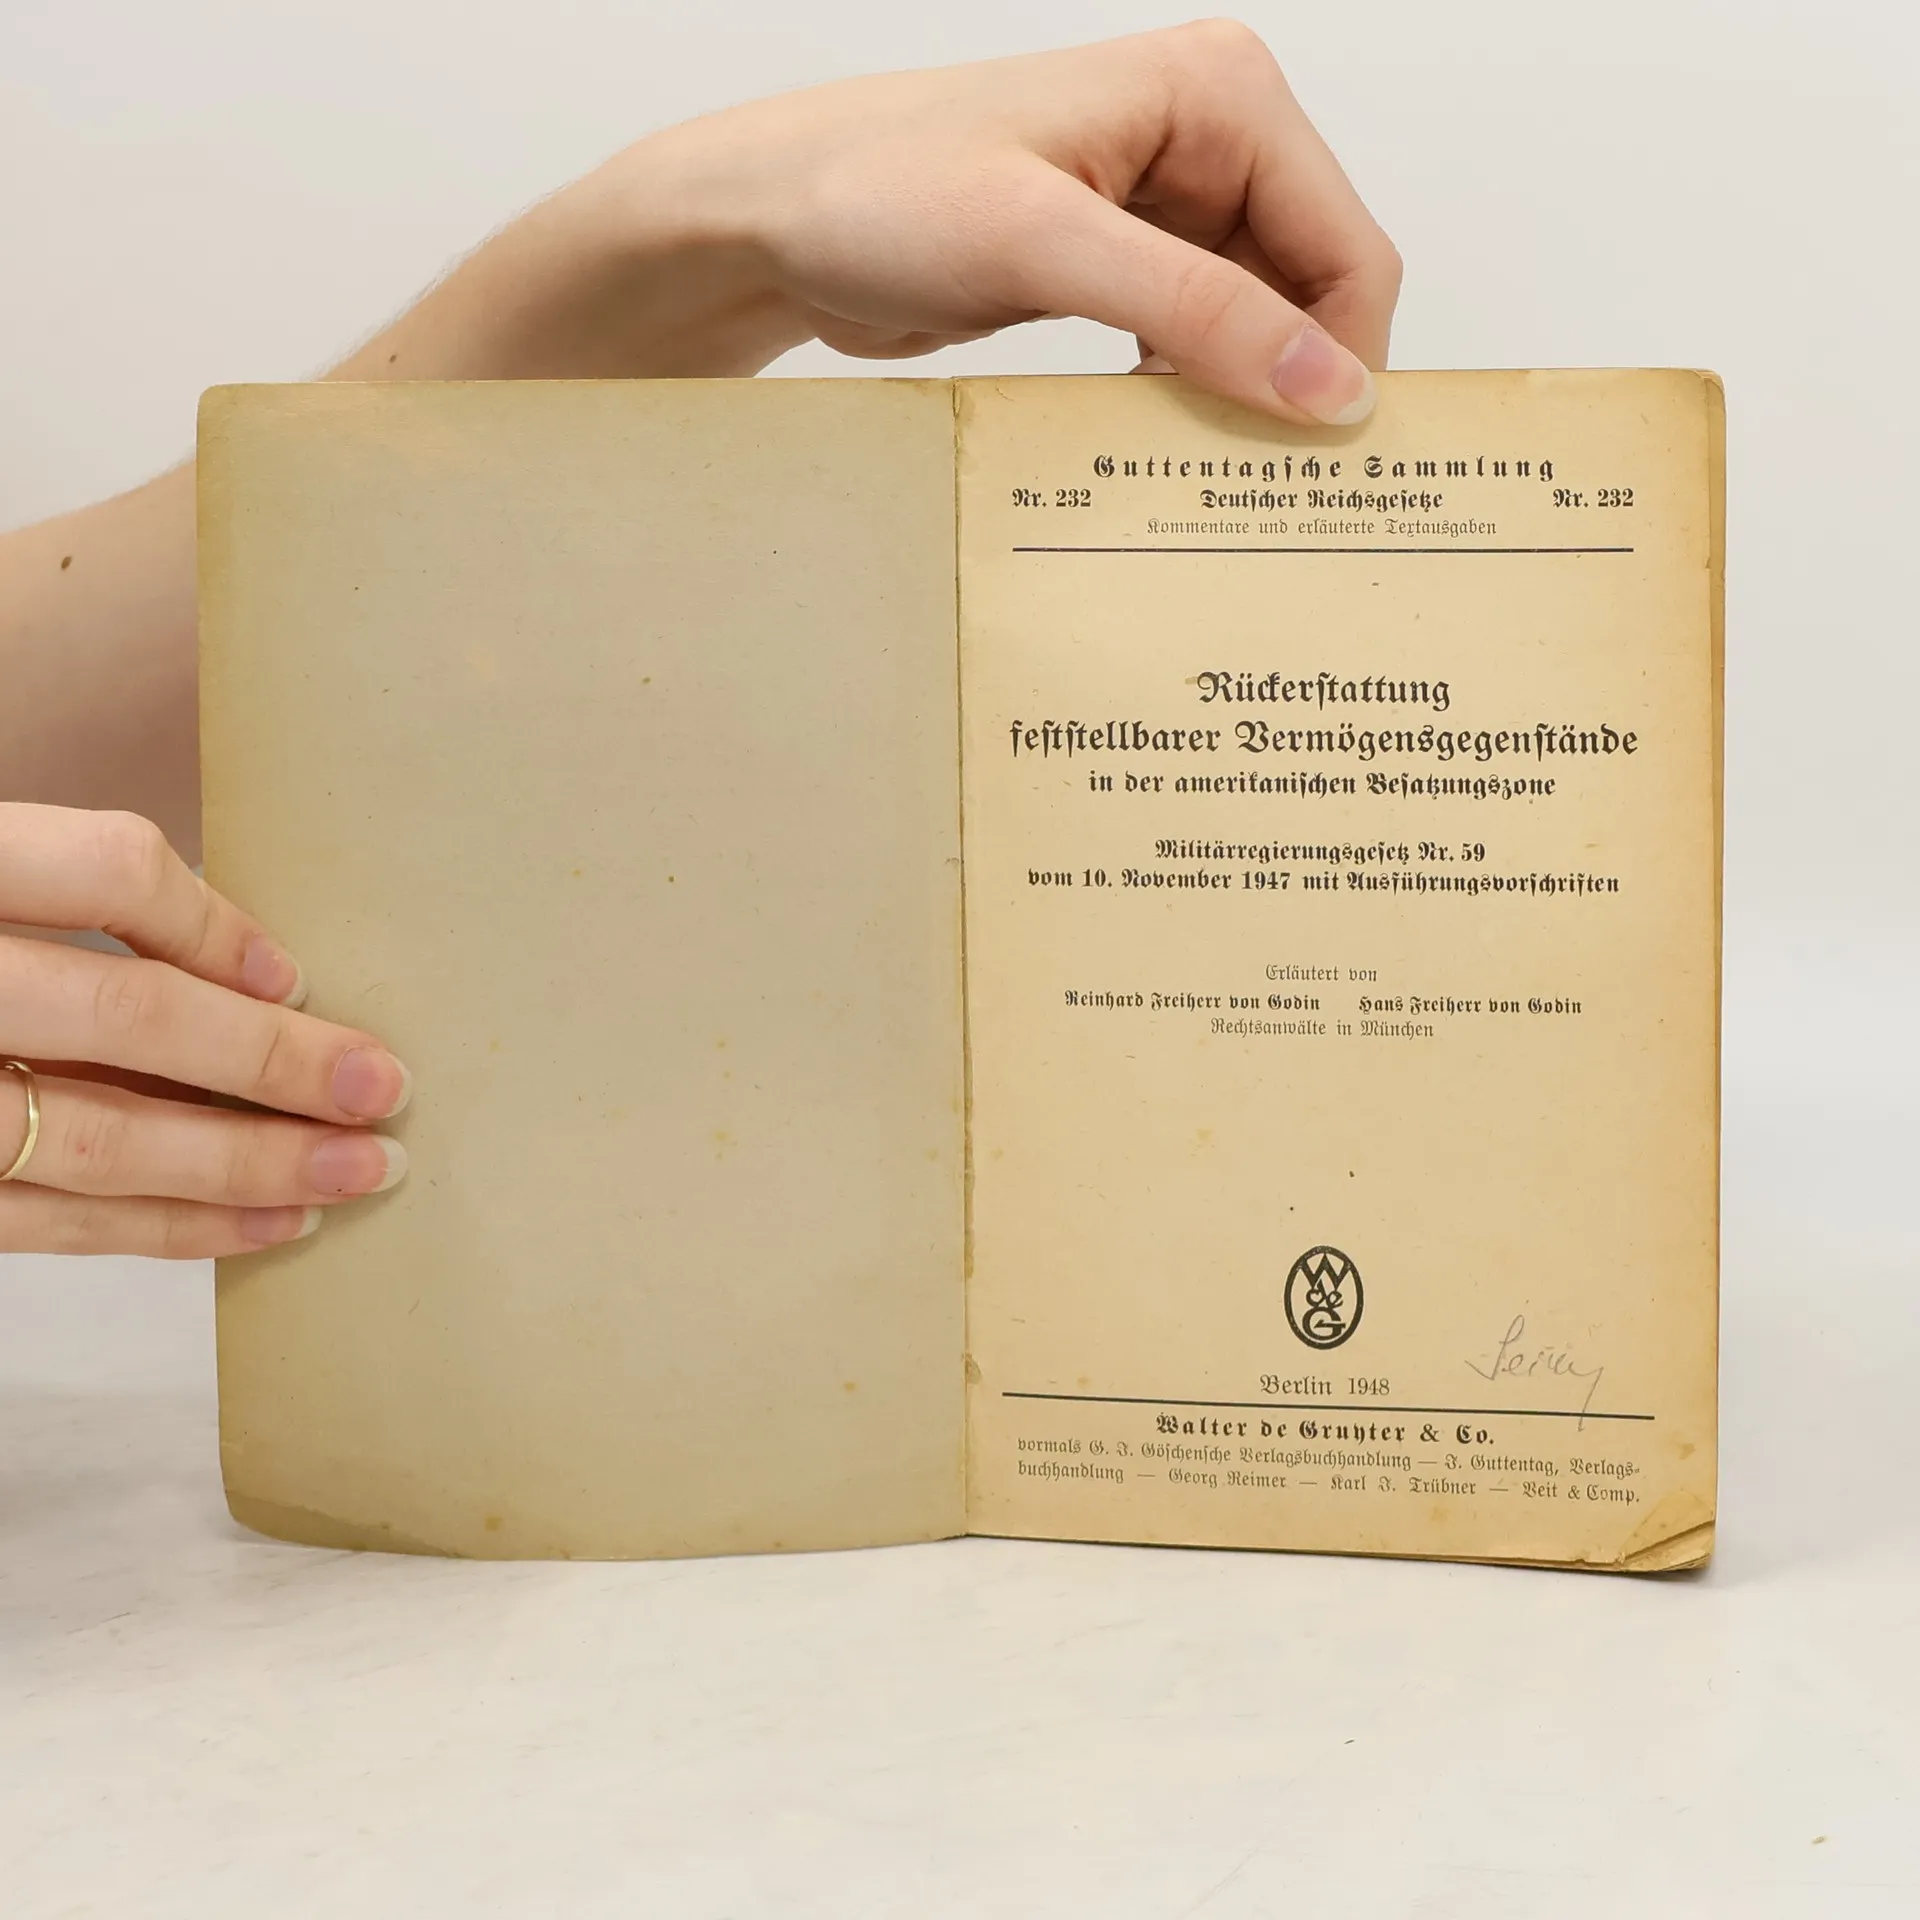 Guttentagsche Sammlung
Nr. 232 Deutscher Reichsgesetze Nr. 232
Kommentare und erläuterte Textausgaben
Rückerstattung
feststellbarer Vermögensgegenstände
in der amerikanischen Besatzungszone
Militärregierungsgesetz Nr. 59
vom 10. November 1947 mit Ausführungsvorschriften
Erläutert von
Reinhard Freiherr von Godin Hans Freiherr von Godin
Rechtsanwälte in München
W
de
G
Berlin 1948
Walter de Gruyter & Co.
vormals G. J. Göschensche Verlagsbuchhandlung — J. Guttentag, Verlags-
buchhandlung — Georg Reimer — Karl J. Trübner — Veit & Comp.